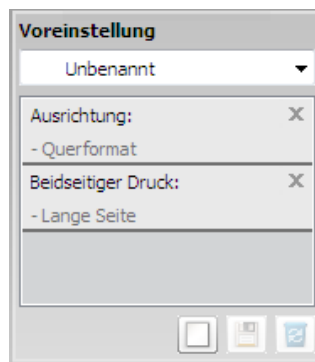 Voreinstellung
Unbenannt
Ausrichtung:
- Querformat
Beidseitiger Druck:
- Lange Seite